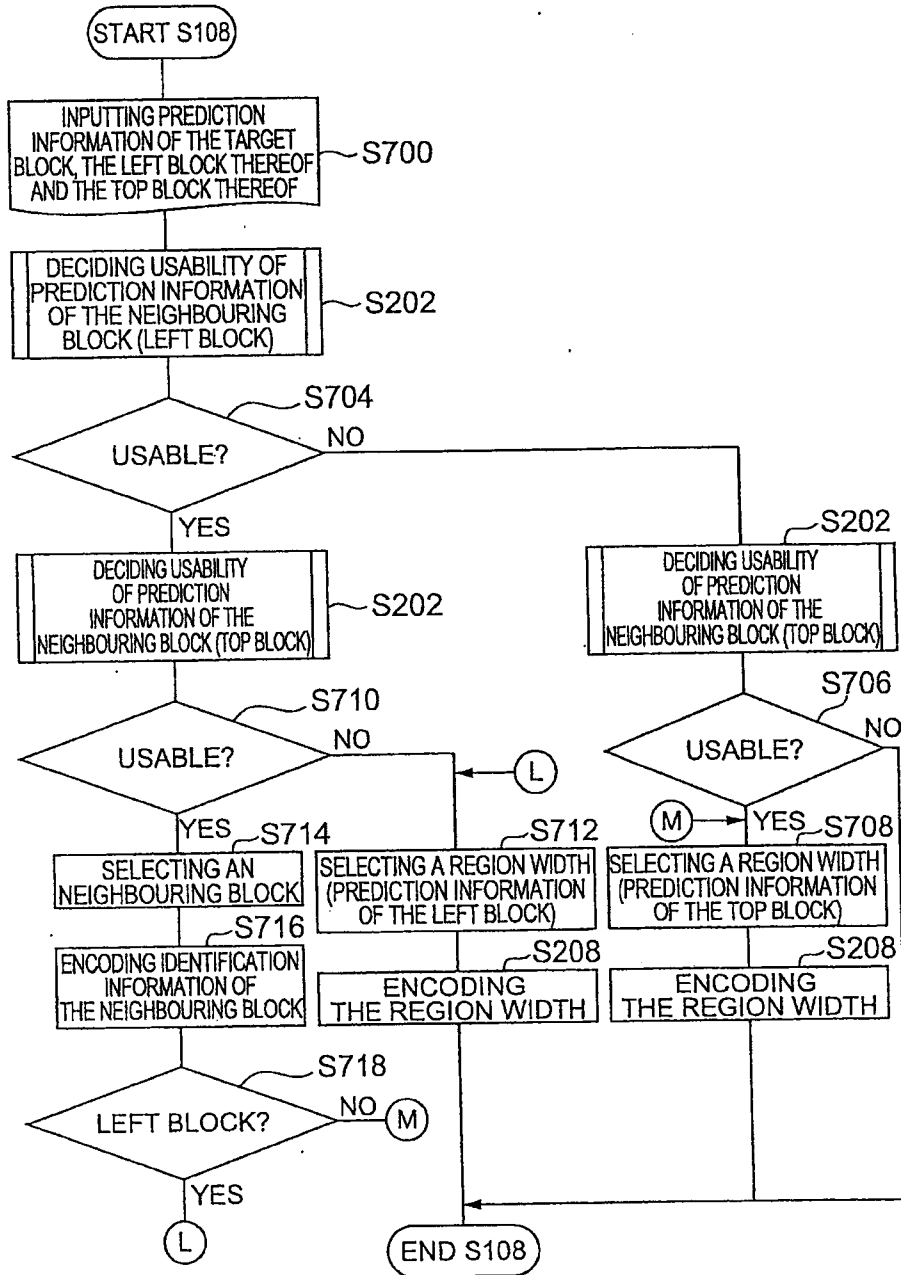 START S108
INPUTTING PREDICTION
INFORMATION OF THE TARGET
BLOCK, THE LEFT BLOCK THEREOF
AND THE TOP BLOCK THEREOF
S700
DECIDING USABILITY OF
PREDICTION INFORMATION
OF THE NEIGHBOURING
BLOCK (LEFT BLOCK)
S202
S704
USABLE?
NO
YES
DECIDING USABILITY
OF PREDICTION
INFORMATION OF THE
NEIGHBOURING BLOCK (TOP BLOCK)
S202
S202
DECIDING USABILITY
OF PREDICTION
INFORMATION OF THE
NEIGHBOURING BLOCK (TOP BLOCK)
S710
USABLE?
NO
YES
S706
USABLE?
NO
YES
L
M
S714
SELECTING AN
NEIGHBOURING BLOCK
S712
SELECTING A REGION WIDTH
(PREDICTION INFORMATION
OF THE LEFT BLOCK)
S708
SELECTING A REGION WIDTH
(PREDICTION INFORMATION
OF THE TOP BLOCK)
S716
ENCODING IDENTIFICATION
INFORMATION OF
THE NEIGHBOURING BLOCK
S208
ENCODING
THE REGION WIDTH
S208
ENCODING
THE REGION WIDTH
S718
LEFT BLOCK?
NO
M
YES
L
END S108